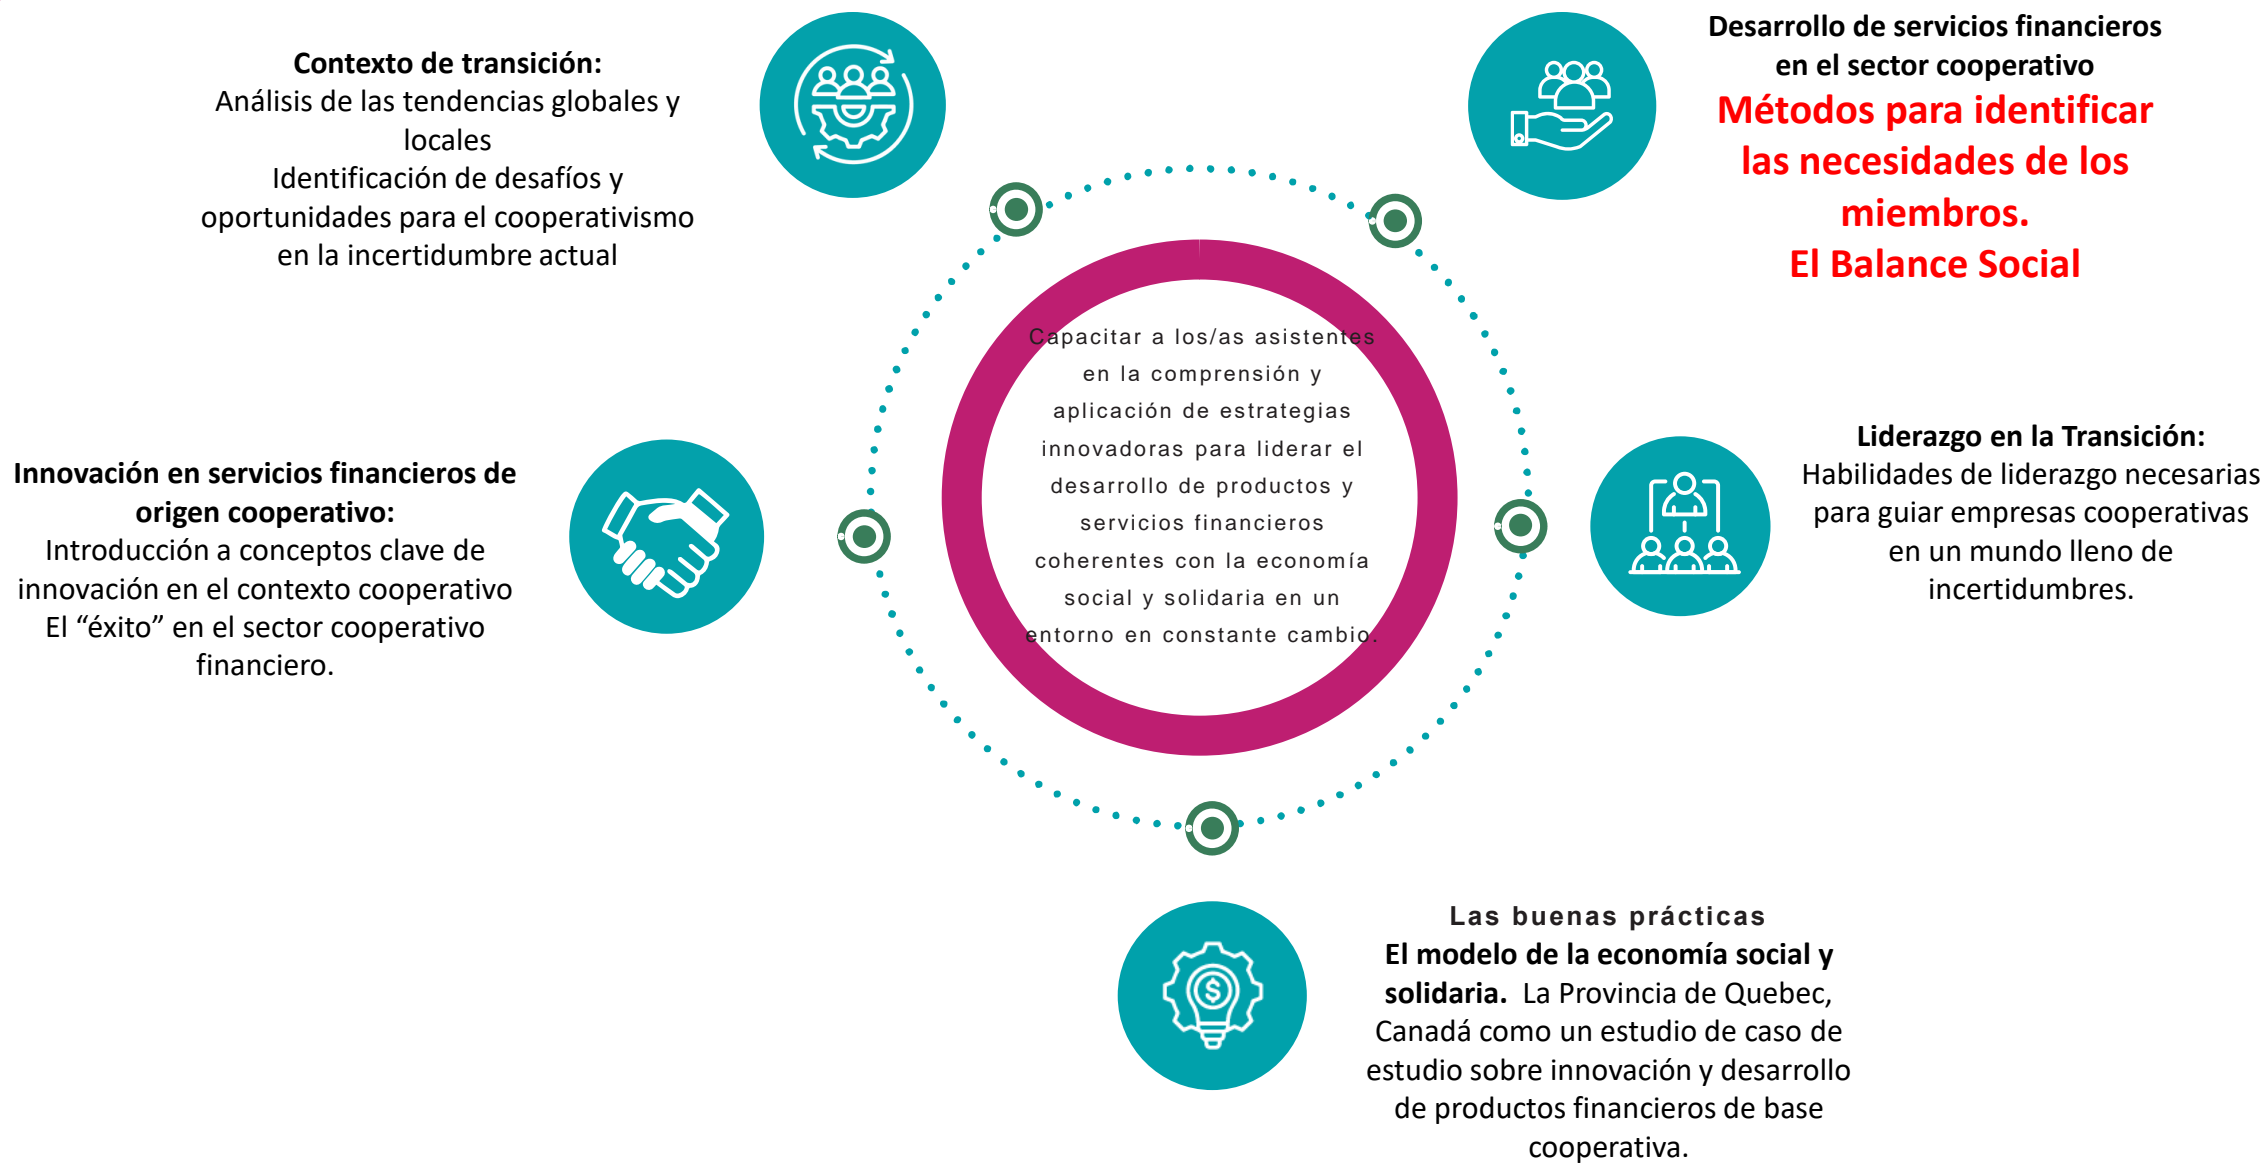 Contexto de transición:
Análisis de las tendencias globales y
locales
Identificación de desafíos y
oportunidades para el cooperativismo
en la incertidumbre actual
Desarrollo de servicios financieros
en el sector cooperativo
Métodos para identificar
las necesidades de los
miembros.
El Balance Social
Innovación en servicios financieros de
origen cooperativo:
Introducción a conceptos clave de
innovación en el contexto cooperativo
El “éxito” en el sector cooperativo
financiero.
Capacitar a los/as asistentes
en la comprensión y
aplicación de estrategias
innovadoras para liderar el
desarrollo de productos y
servicios financieros
coherentes con la economía
social y solidaria en un
entorno en constante cambio.
Liderazgo en la Transición:
Habilidades de liderazgo necesarias
para guiar empresas cooperativas
en un mundo lleno de
incertidumbres.
$
Las buenas prácticas
El modelo de la economía social y
solidaria. La Provincia de Quebec,
Canadá como un estudio de caso de
estudio sobre innovación y desarrollo
de productos financieros de base
cooperativa.